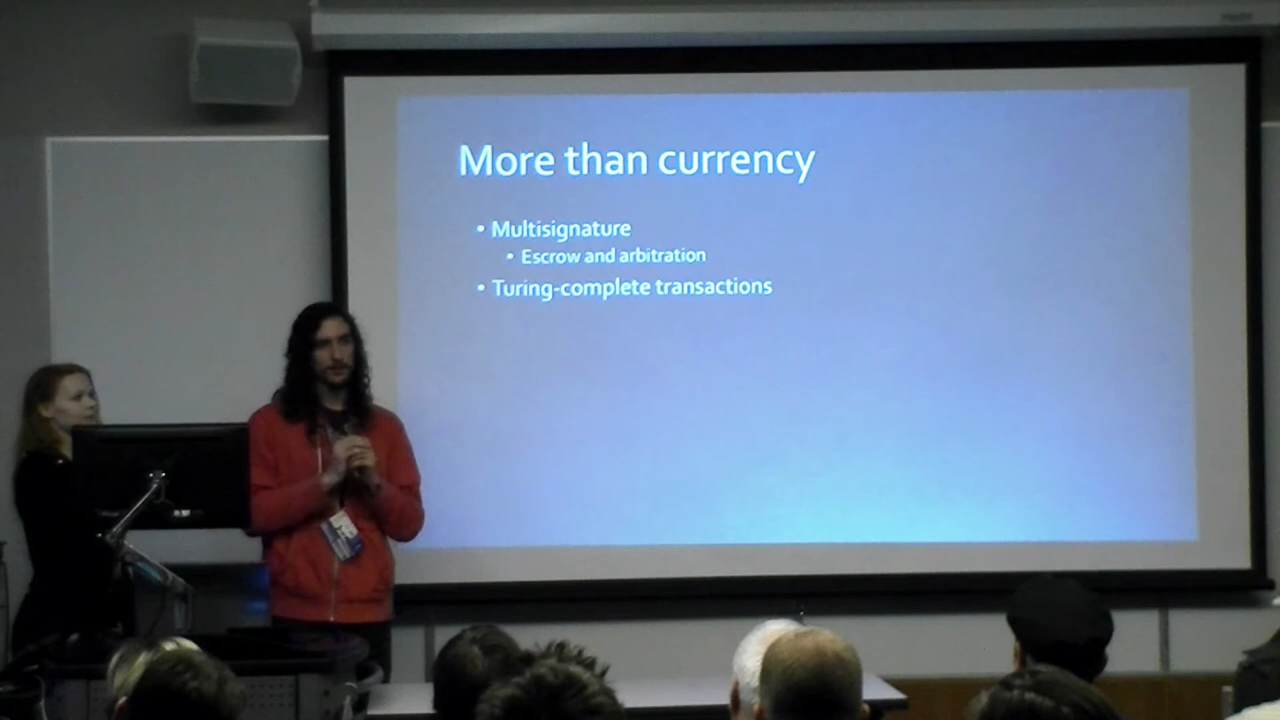 More than currency
• Multisignature
• Escrow and arbitration
• Turing-complete transactions